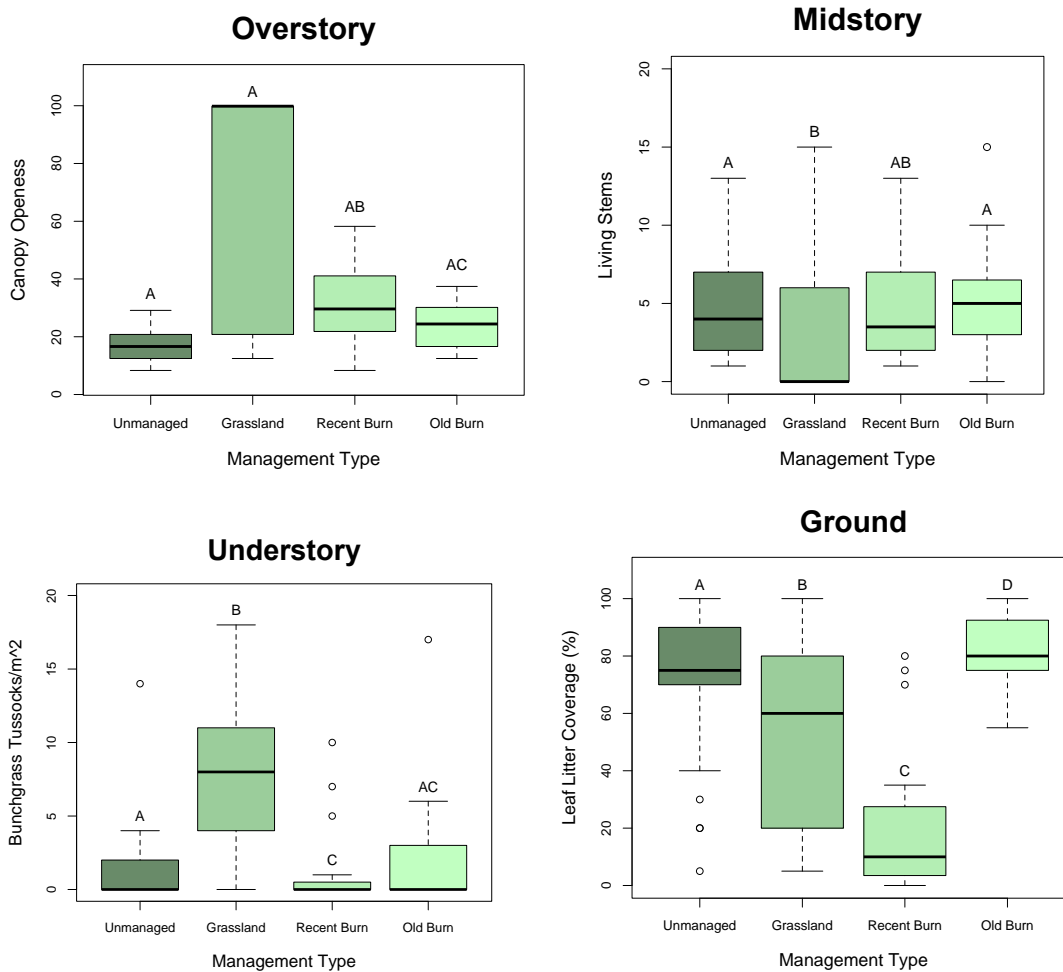 Overstory
Canopy Openess
0
20
40
60
80
100
A
A
AB
AC
Unmanaged
Grassland
Recent Burn
Old Burn
Management Type
Midstory
Living Stems
0
5
10
15
20
A
B
AB
A
Unmanaged
Grassland
Recent Burn
Old Burn
Management Type
Understory
Bunchgrass Tussocks/m^2
0
5
10
15
20
A
B
C
AC
Unmanaged
Grassland
Recent Burn
Old Burn
Management Type
Ground
Leaf Litter Coverage (%)
0
20
40
60
80
100
A
B
C
D
Unmanaged
Grassland
Recent Burn
Old Burn
Management Type